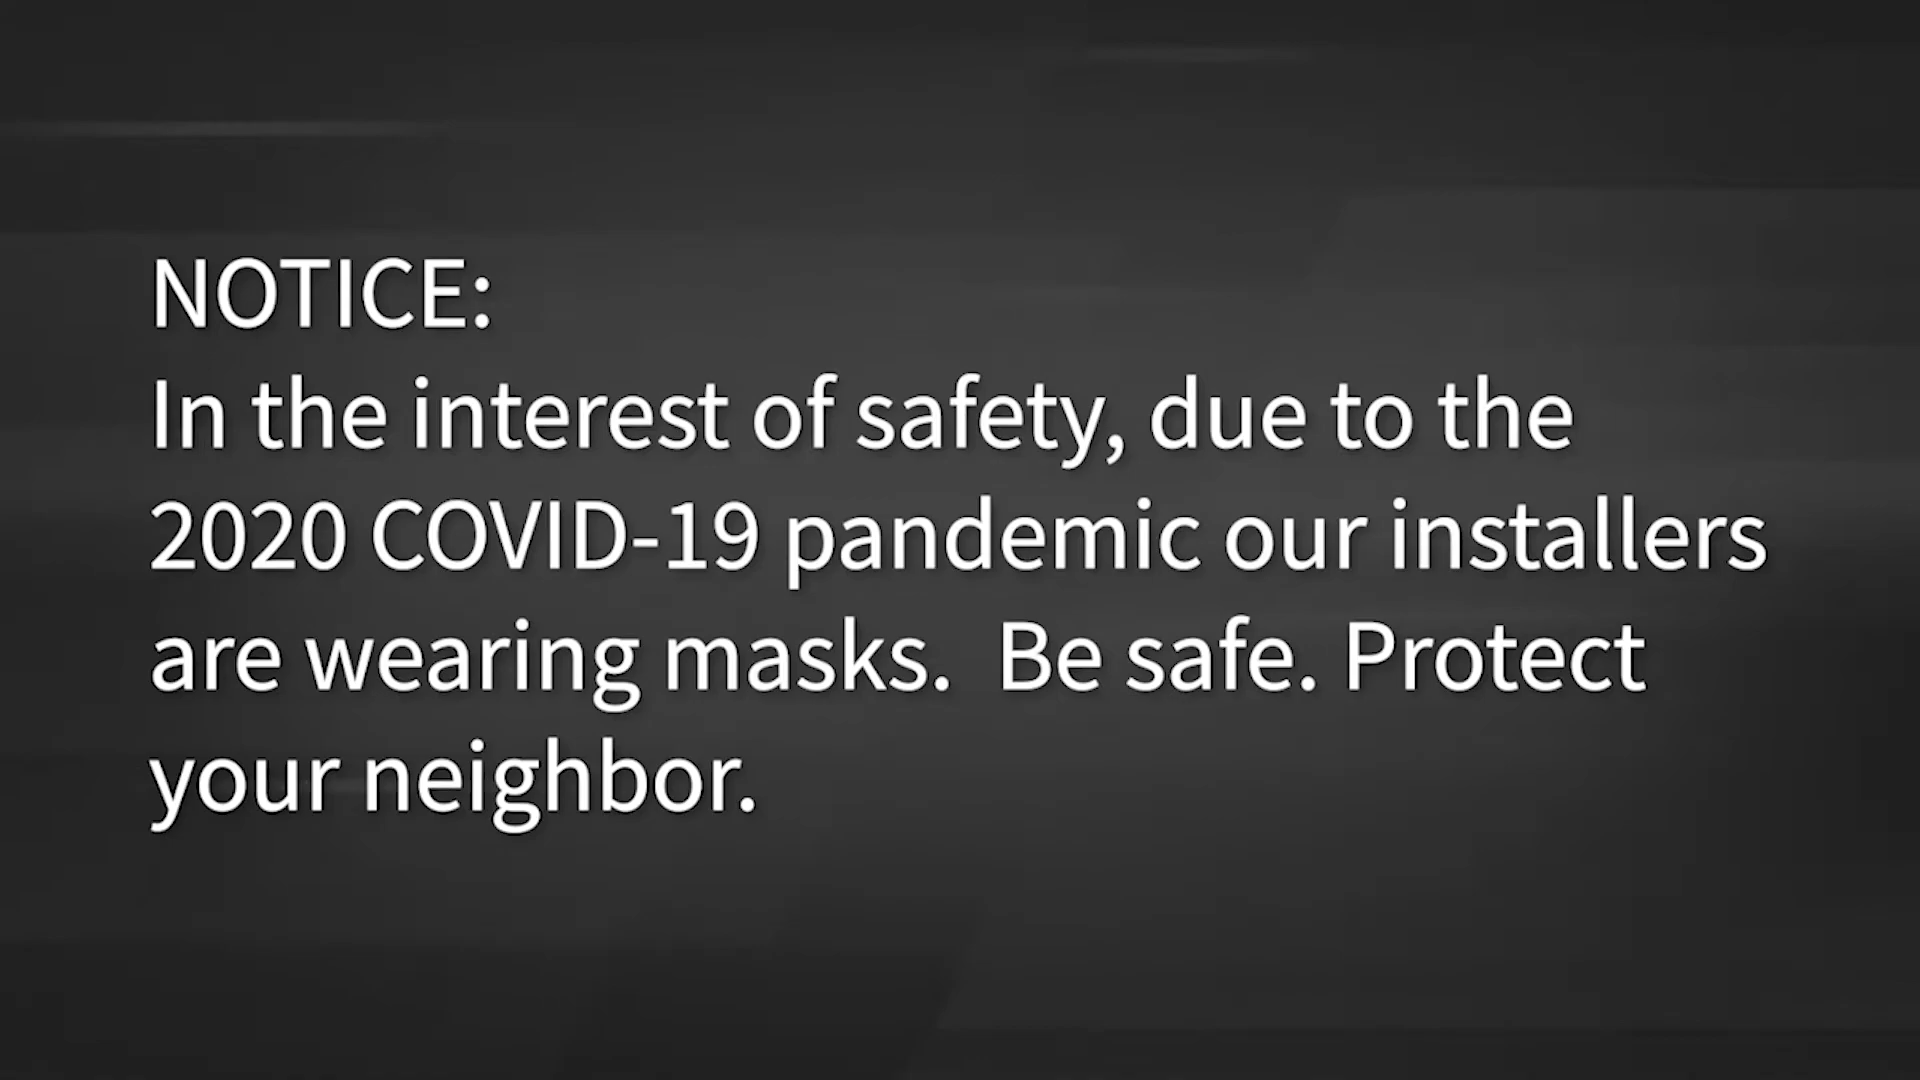 NOTICE:
In the interest of safety, due to the
2020 COVID-19 pandemic our installers
are wearing masks.  Be safe. Protect
your neighbor.